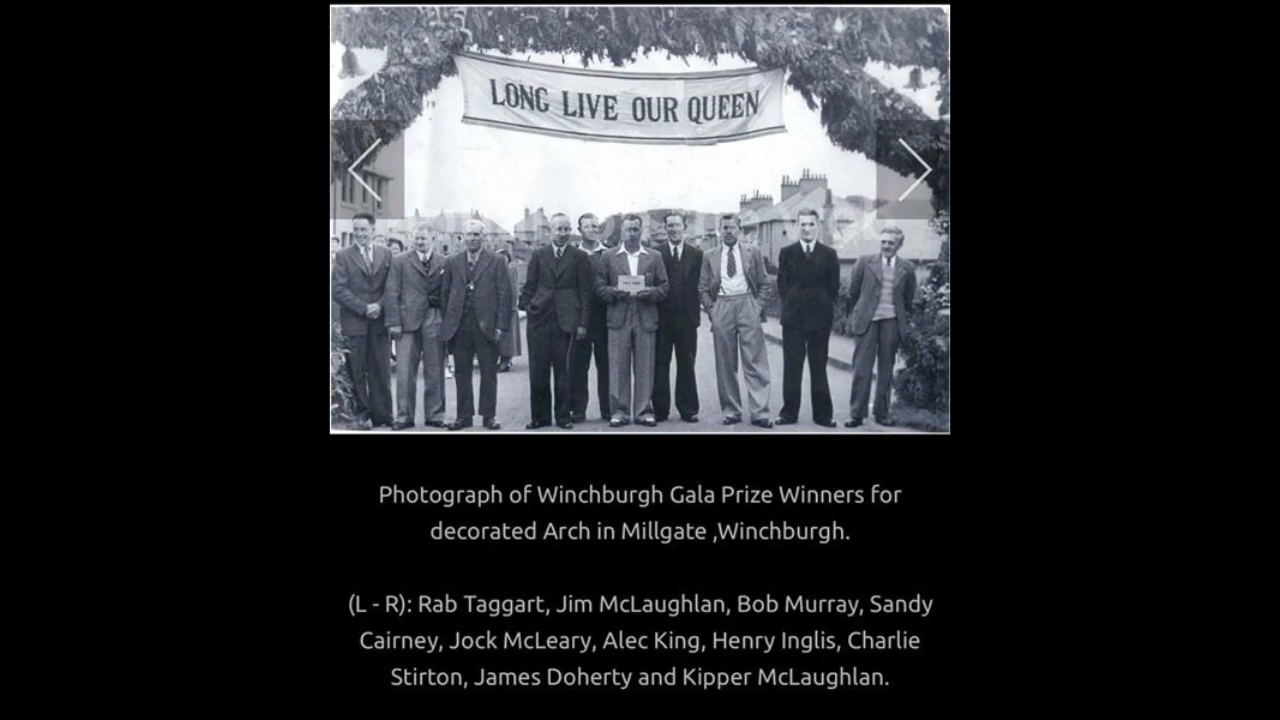 LONG LIVE OUR QUEEN
Photograph of Winchburgh Gala Prize Winners for
decorated Arch in Millgate ,Winchburgh.
(L - R): Rab Taggart, Jim McLaughlan, Bob Murray, Sandy
Cairney, Jock McLeary, Alec King, Henry Inglis, Charlie
Stirton, James Doherty and Kipper McLaughlan.